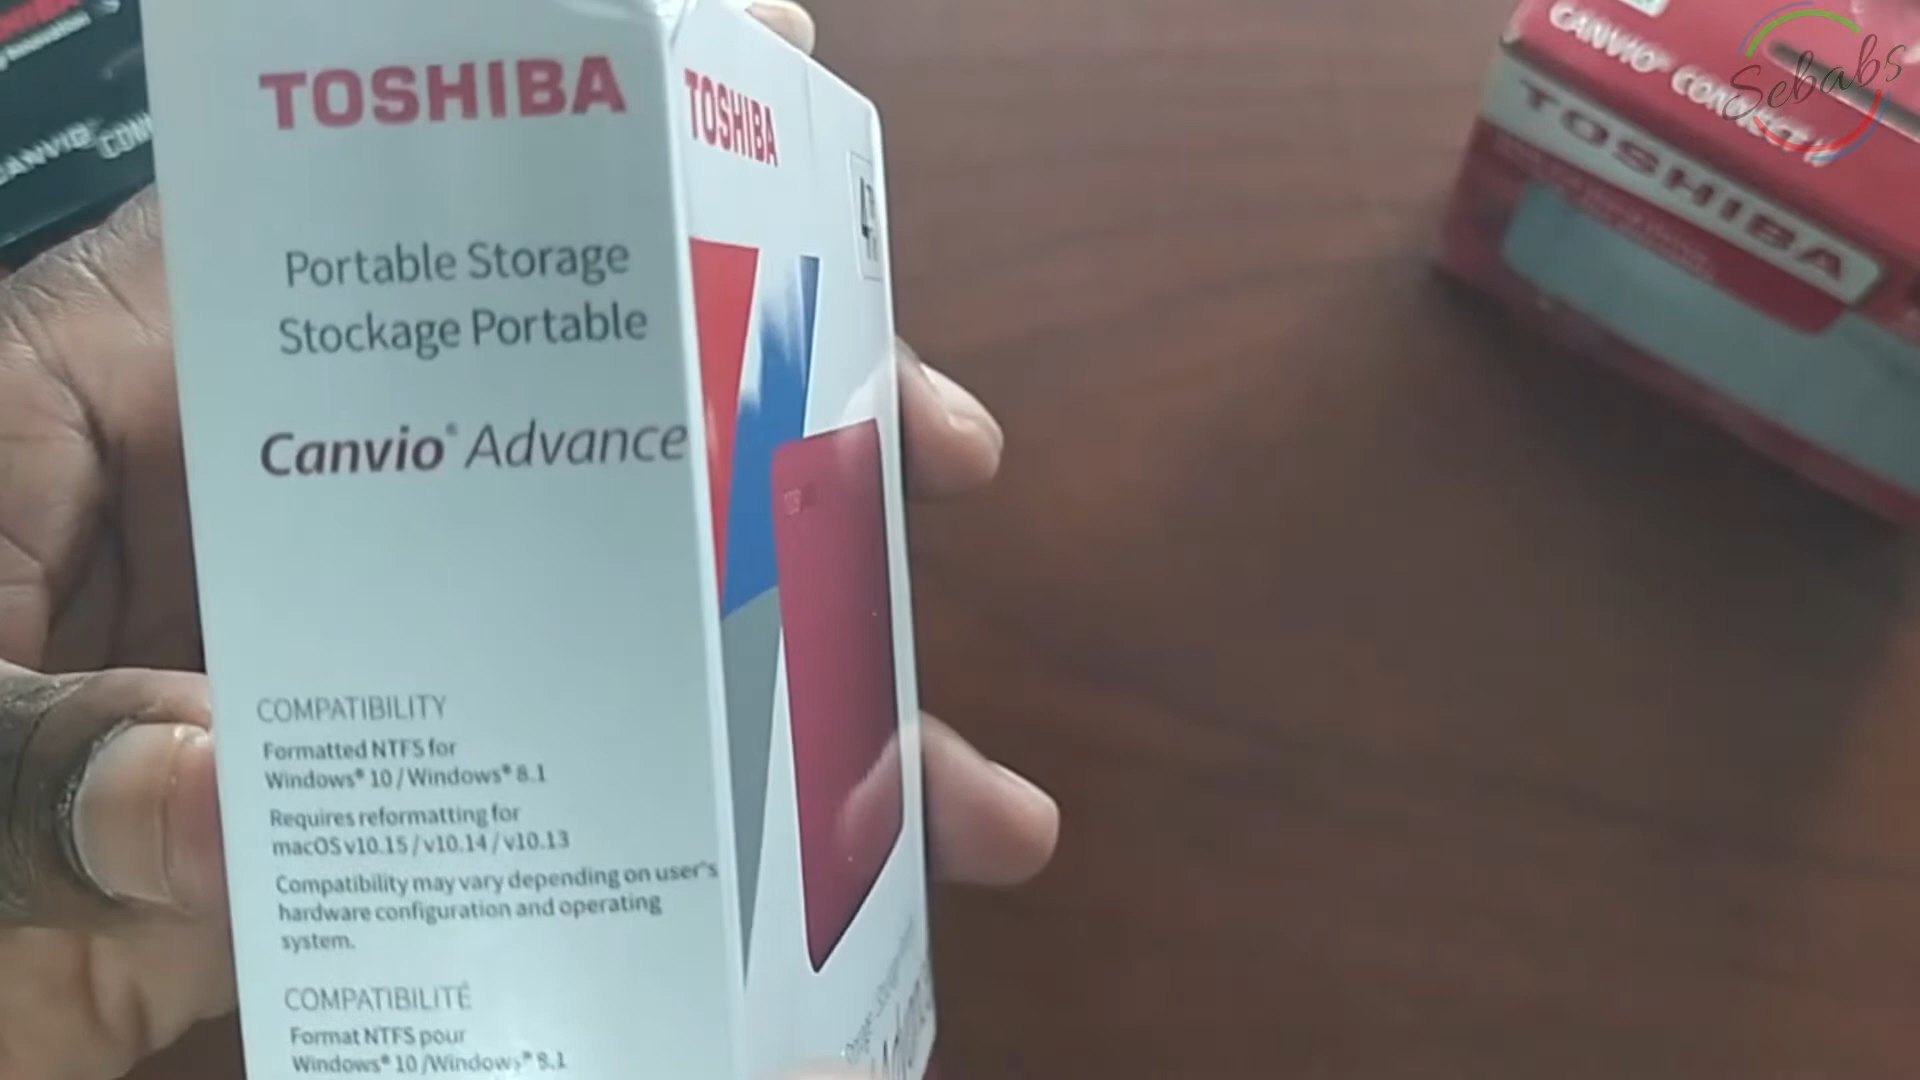 TOSHIBA
Portable Storage
Stockage Portable
Canvio® Advance
COMPATIBILITY
Formatted NTFS for
Windows® 10 / Windows® 8.1
Requires reformatting for
macOS v10.15 / v10.14 / v10.13
Compatibility may vary depending on user's
hardware configuration and operating
system.
COMPATIBILITÉ
Format NTFS pour
Windows® 10 /Windows® 8.1
TOSHIBA
CANVIO® CONNECT II
TOSHIBA
Sebabs
CANVIO®